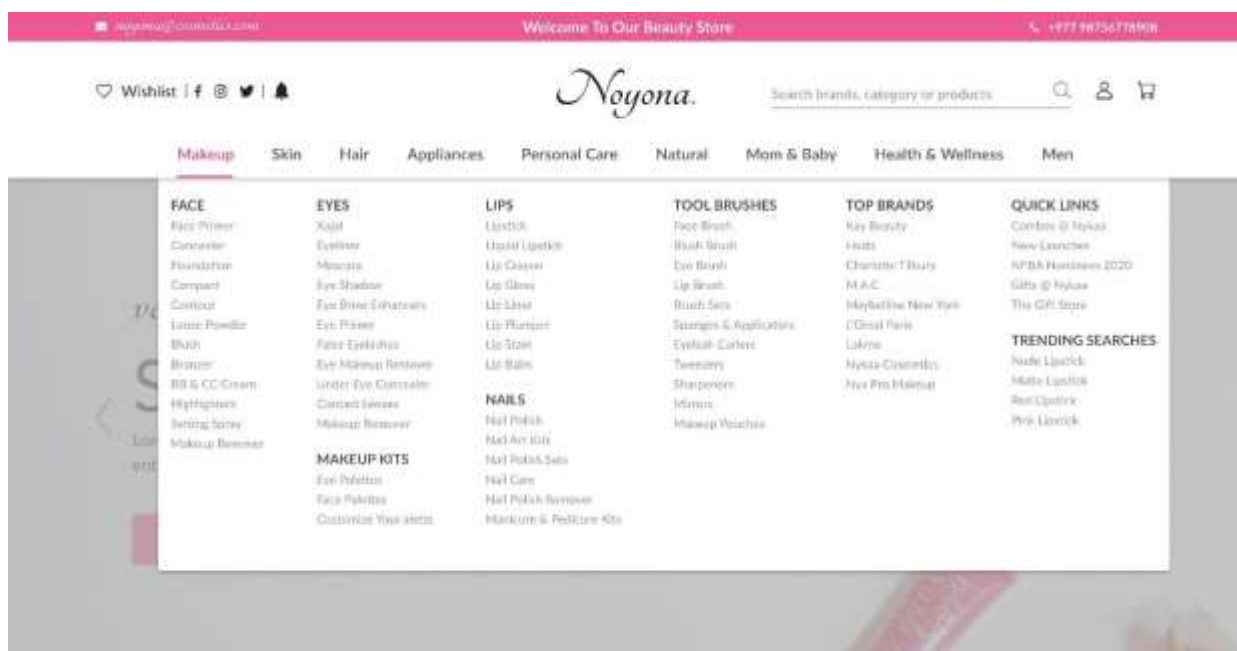 Welcome To Our Beauty Store
Wishlist
Noyona.
Search brands, category or products
Makeup Skin Hair Appliances Personal Care Natural Mom & Baby Health & Wellness Men
FACE
Face Primer
Concealer
Foundation
Compact
Contour
Loose Powder
Blush
Bronzer
BB & CC Cream
Highlighters
Setting Spray
Makeup Remover
EYES
Kajal
Eyeliner
Mascara
Eye Shadow
Eye Brow Enhancers
Eye Primer
False Eyelashes
Eye Makeup Remover
Under Eye Concealer
Contact Lenses
Makeup Remover
MAKEUP KITS
Eye Palettes
Face Palettes
LIPS
Lipstick
Liquid Lipstick
Lip Crayon
Lip Gloss
Lip Liner
Lip Plumper
Lip Stain
Lip Balm
NAILS
Nail Polish
Nail Art Kits
Nail Polish Sets
Nail Care
Nail Polish Remover
Manicure & Pedicure Kits
TOOL BRUSHES
Face Brush
Blush Brush
Eye Brush
Lip Brush
Brush Sets
Sponges & Applicators
Eyelash Curlers
Tweezers
Sharpeners
Mirrors
Makeup Pouches
TOP BRANDS
Kay Beauty
Huda
Charlotte Tilbury
M.A.C
Maybelline New York
L'Oreal Paris
Lakme
Nykaa Cosmetics
Nyx Pro Makeup
QUICK LINKS
Combos @ Nykaa
New Launches
NFBA Nominees 2020
Gifts @ Nykaa
The Gift Store
TRENDING SEARCHES
Nude Lipstick
Matte Lipstick
Red Lipstick
Pink Lipstick